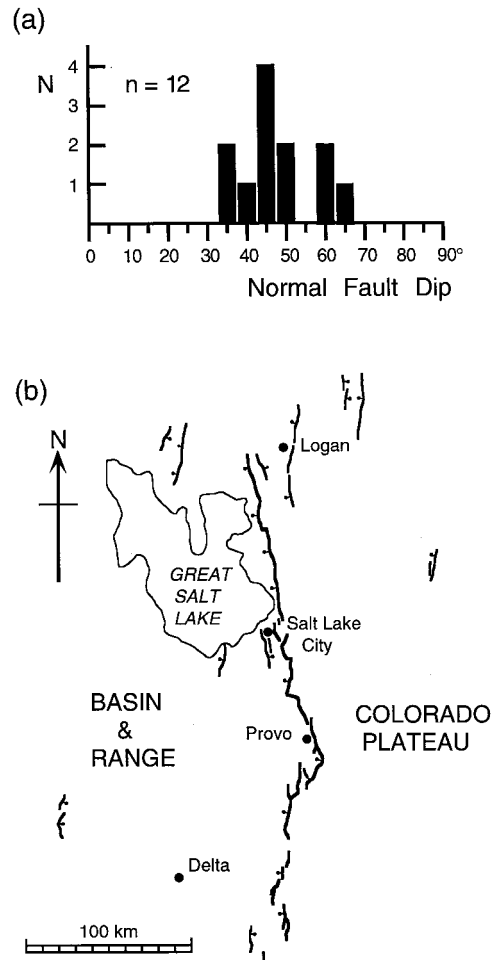 (a)
N
n = 12
4
3
2
1
0 10 20 30 40 50 60 70 80 90°
Normal Fault Dip
(b)
N
Logan
GREAT
SALT
LAKE
Salt Lake
City
BASIN
&
RANGE
Provo
COLORADO
PLATEAU
Delta
100 km